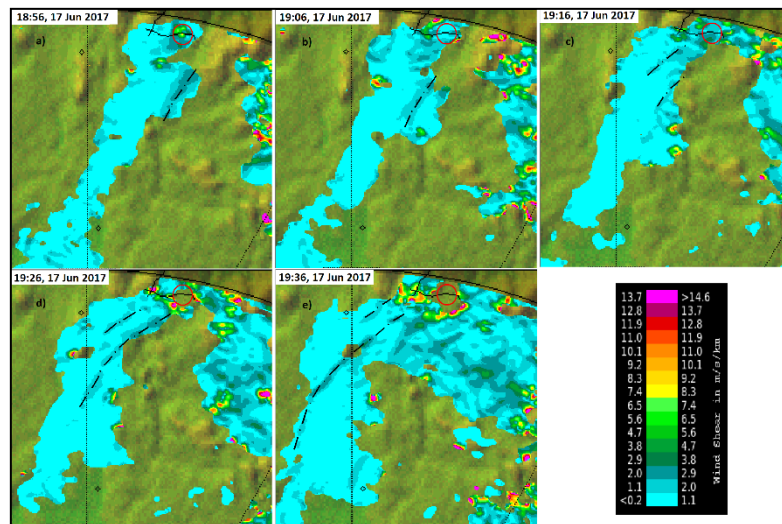 18:56, 17 Jun 2017
19:06, 17 Jun 2017
19:16, 17 Jun 2017
a)
b)
c)
19:26, 17 Jun 2017
19:36, 17 Jun 2017
d)
e)
13.7 >14.6
12.8 13.7
11.9 12.8
11.0 11.9
10.1 11.0
9.2 10.1
8.3 9.2
7.4 8.3
6.5 7.4
5.6 6.5
4.7 5.6
3.8 4.7
2.9 3.8
2.0 2.9
1.1 2.0
<0.2 1.1
Wind Shear in m/s/km